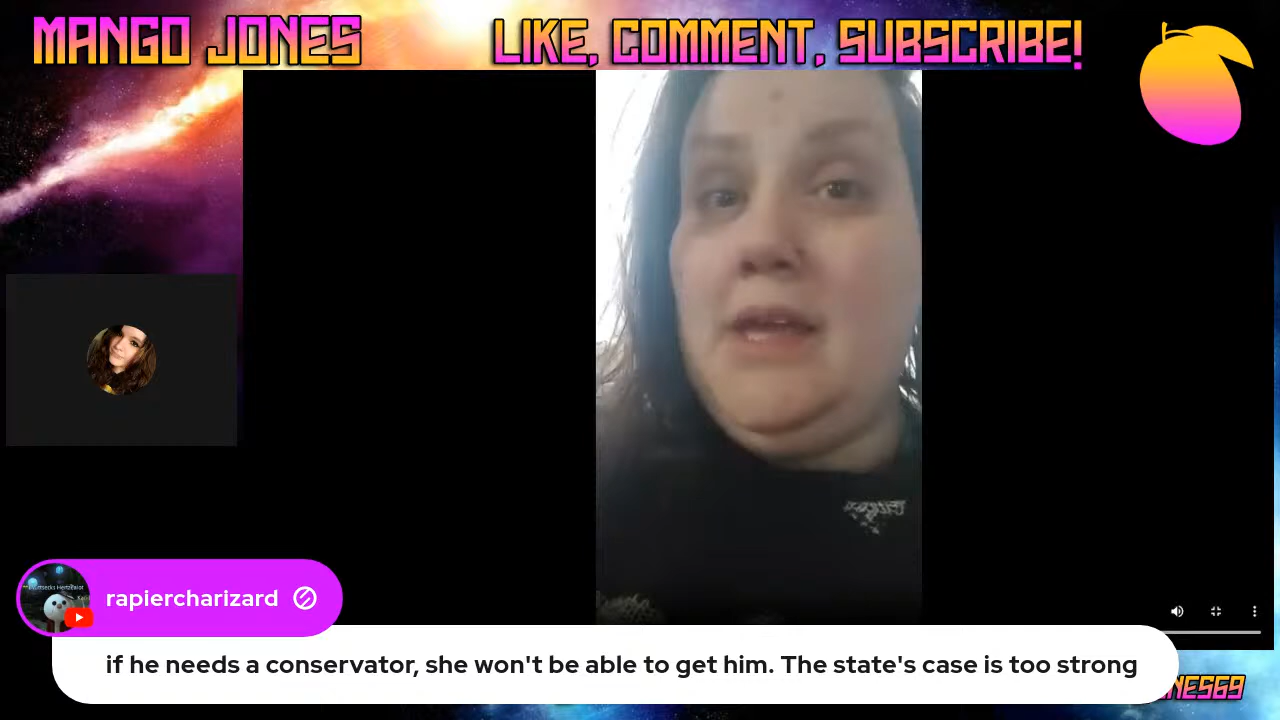 MANGO JONES
LIKE, COMMENT, SUBSCRIBE!
rapiercharizard
if he needs a conservator, she won't be able to get him. The state's case is too strong